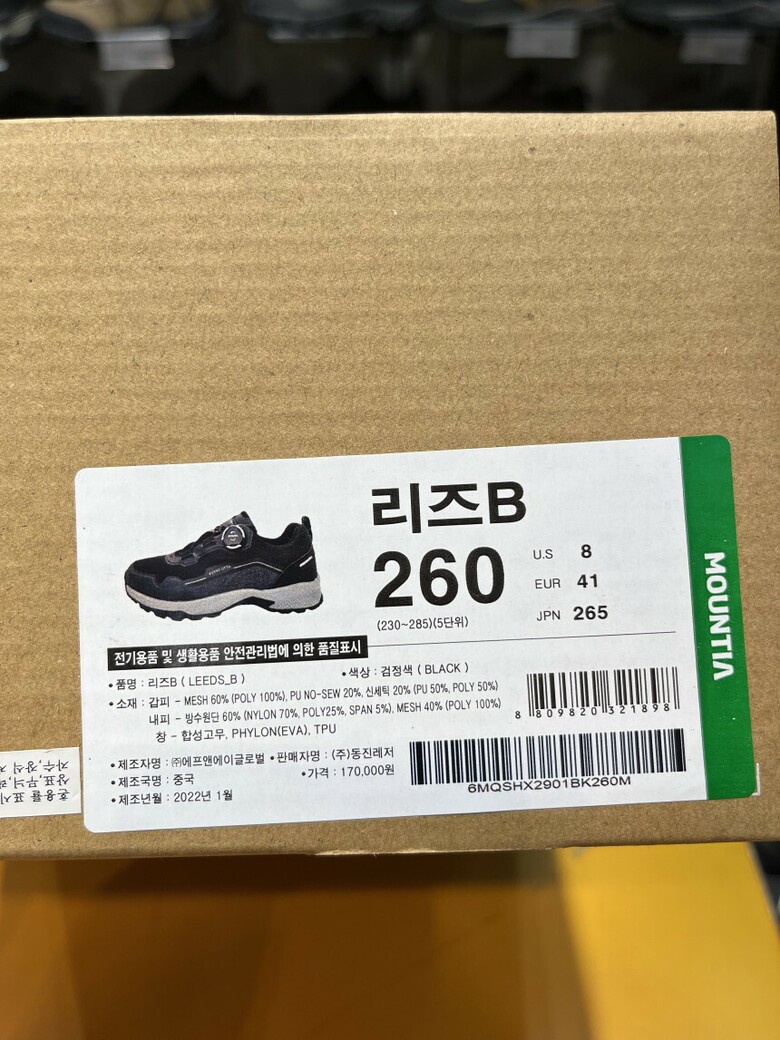 리즈B
260
U.S 8
EUR 41
JPN 265
(230~285)(5단위)
MOUNTIA
전기용품 및 생활용품 안전관리법에 의한 품질표시
• 품명 : 리즈B ( LEEDS_B )
• 색상 : 검정색 ( BLACK )
• 소재 : 갑피 - MESH 60% (POLY 100%), PU NO-SEW 20%, 신세틱 20% (PU 50%, POLY 50%)
내피 - 방수원단 60% (NYLON 70%, POLY25%, SPAN 5%), MESH 40% (POLY 100%)
창 - 합성고무, PHYLON(EVA), TPU
8 809820 321898
• 제조자명 : ㈜에프앤에이글로벌 • 판매자명 : (주)동진레저
• 제조국명 : 중국
• 가격 : 170,000원
• 제조년월 : 2022년 1월
6MQSHX2901BK260M